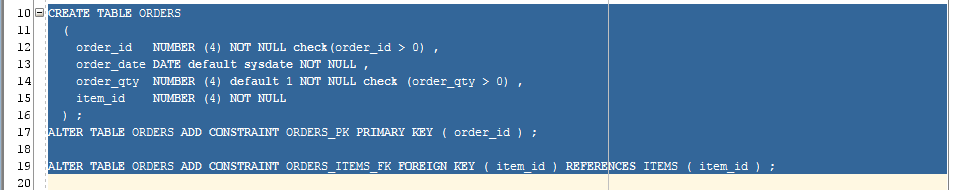 10 CREATE TABLE ORDERS
11 (
12 order_id NUMBER (4) NOT NULL check(order_id > 0) ,
13 order_date DATE default sysdate NOT NULL ,
14 order_qty NUMBER (4) default 1 NOT NULL check (order_qty > 0) ,
15 item_id NUMBER (4) NOT NULL
16 ) ;
17 ALTER TABLE ORDERS ADD CONSTRAINT ORDERS_PK PRIMARY KEY ( order_id ) ;
18
19 ALTER TABLE ORDERS ADD CONSTRAINT ORDERS_ITEMS_FK FOREIGN KEY ( item_id ) REFERENCES ITEMS ( item_id ) ;
20